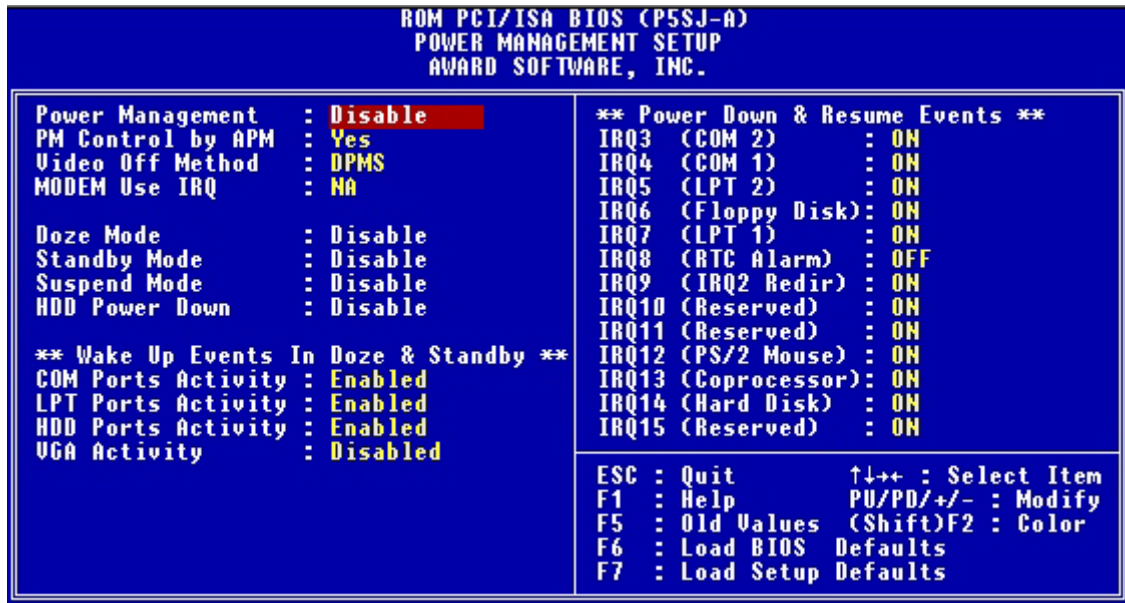 ROM PCI/ISA BIOS (P5SJ-A)
POWER MANAGEMENT SETUP
AWARD SOFTWARE, INC.
Power Management : Disable
PM Control by APM : Yes
Video Off Method : DPMS
MODEM Use IRQ : NA
Doze Mode : Disable
Standby Mode : Disable
Suspend Mode : Disable
HDD Power Down : Disable
** Wake Up Events In Doze & Standby **
COM Ports Activity : Enabled
LPT Ports Activity : Enabled
HDD Ports Activity : Enabled
VGA Activity : Disabled
** Power Down & Resume Events **
IRQ3 (COM 2) : ON
IRQ4 (COM 1) : ON
IRQ5 (LPT 2) : ON
IRQ6 (Floppy Disk): ON
IRQ7 (LPT 1) : ON
IRQ8 (RTC Alarm) : OFF
IRQ9 (IRQ2 Redir) : ON
IRQ10 (Reserved) : ON
IRQ11 (Reserved) : ON
IRQ12 (PS/2 Mouse) : ON
IRQ13 (Coprocessor): ON
IRQ14 (Hard Disk) : ON
IRQ15 (Reserved) : ON
ESC : Quit ↑↓→← : Select Item
F1 : Help PU/PD/+/- : Modify
F5 : Old Values (Shift)F2 : Color
F6 : Load BIOS Defaults
F7 : Load Setup Defaults